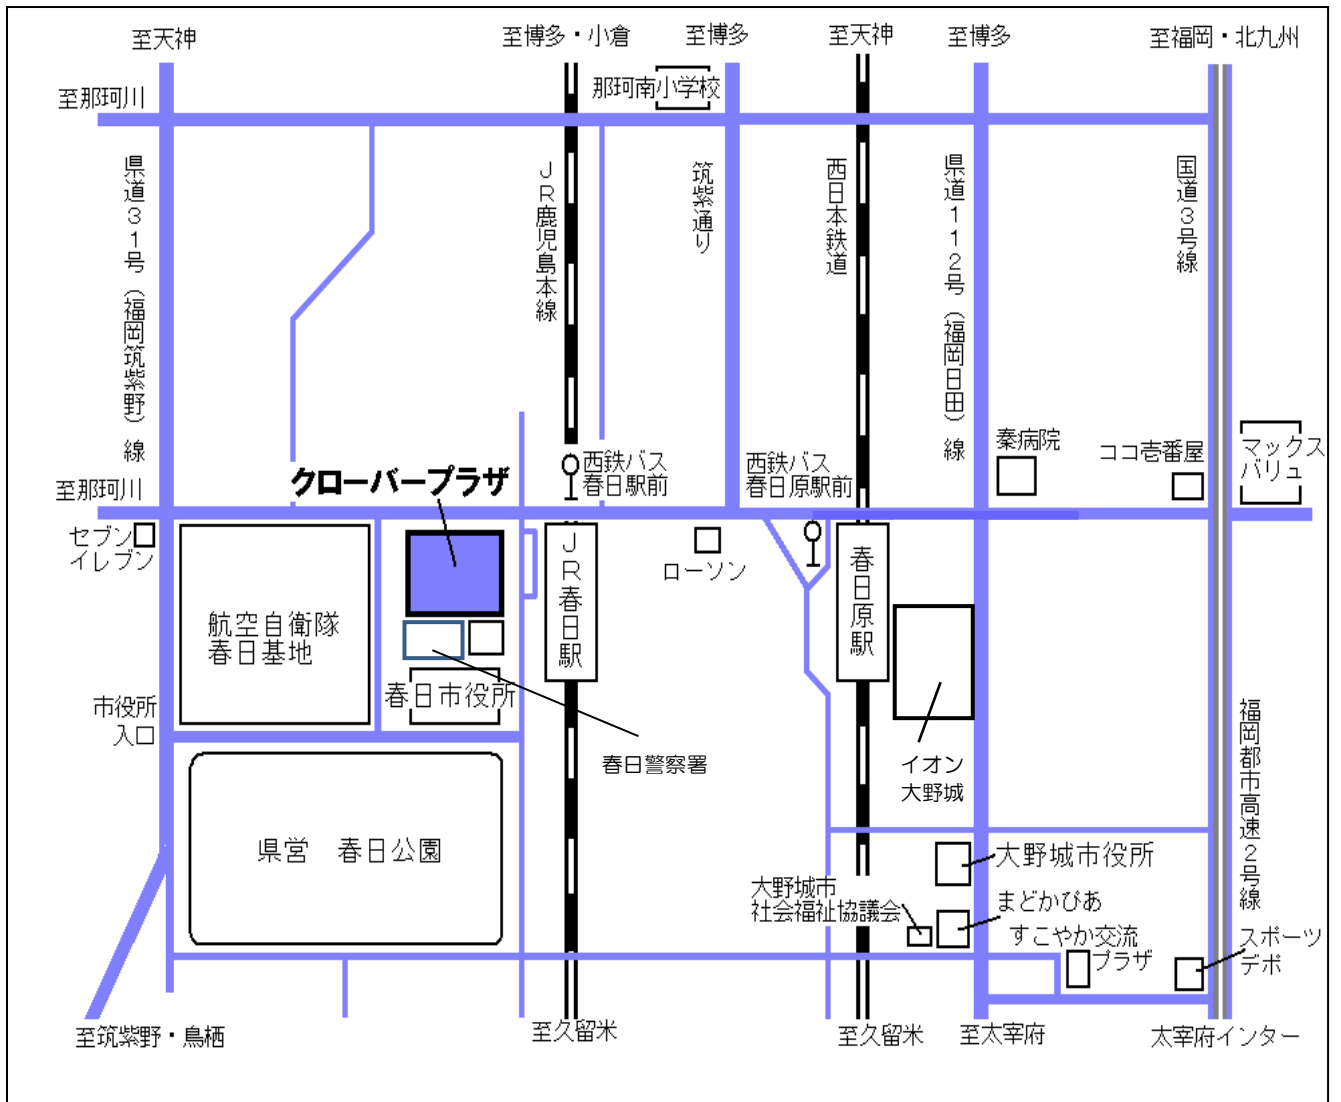 至天神
至博多・小倉
至博多
至天神
至博多
至福岡・北九州
那珂南小学校
至那珂川
県道31号（福岡筑紫野）線
JR鹿児島本線
筑紫通り
西日本鉄道
県道112号（福岡日田）線
国道3号線
秦病院
ココ壱番屋
マックス
バリュ
西鉄バス
春日駅前
西鉄バス
春日原駅前
クローバープラザ
至那珂川
セブン
イレブン
JR春日駅
ローソン
春日原駅
航空自衛隊
春日基地
春日市役所
市役所
入口
春日警察署
イオン
大野城
福岡都市高速2号線
県営　春日公園
大野城市役所
大野城市
社会福祉協議会
まどかぴあ
すこやか交流
プラザ
スポーツ
デポ
至筑紫野・鳥栖
至久留米
至久留米
至太宰府
太宰府インター